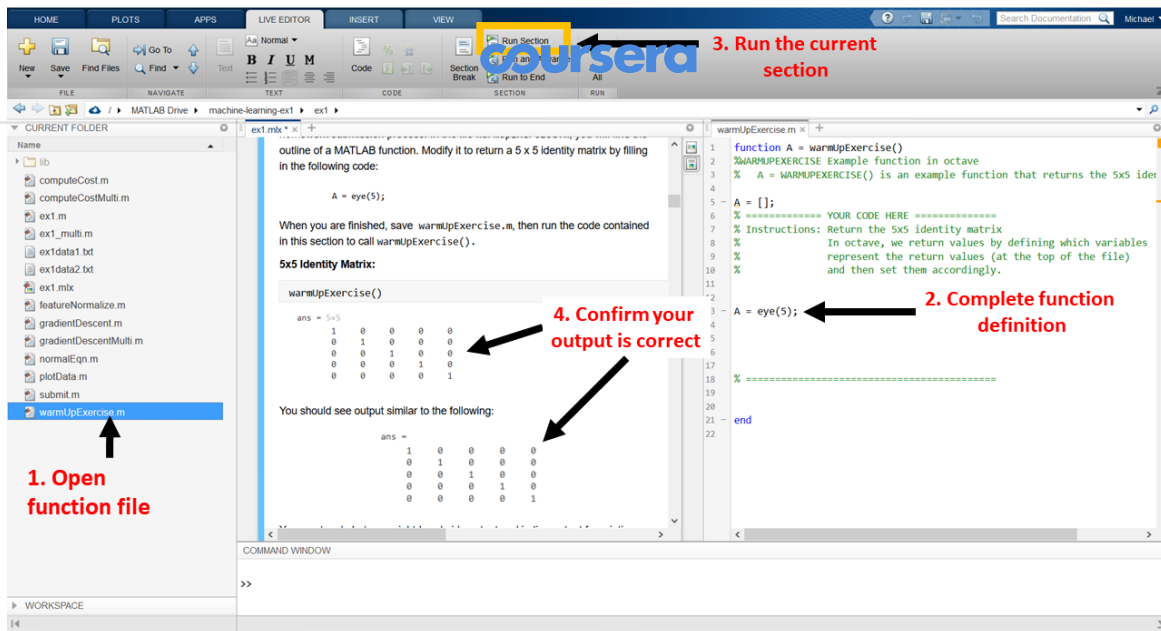 HOME PLOTS APPS LIVE EDITOR INSERT VIEW Search Documentation Michael
New Save Find Files Go To Find Text Aa Normal B I U M Code Section Break Run Section Run and Advance Run to End All
coursera
3. Run the current
section
FILE NAVIGATE TEXT CODE SECTION RUN
/ MATLAB Drive machine-learning-ex1 ex1
CURRENT FOLDER
Name
lib
computeCost.m
computeCostMulti.m
ex1.m
ex1_multi.m
ex1data1.txt
ex1data2.txt
ex1.mlx
featureNormalize.m
gradientDescent.m
gradientDescentMulti.m
normalEqn.m
plotData.m
submit.m
warmUpExercise.m
1. Open
function file
WORKSPACE
ex1.mlx * × +
outline of a MATLAB function. Modify it to return a 5 x 5 identity matrix by filling
in the following code:
A = eye(5);
When you are finished, save warmUpExercise.m, then run the code contained
in this section to call warmUpExercise().
5x5 Identity Matrix:
warmUpExercise()
ans = 5×5
1 0 0 0 0
0 1 0 0 0
0 0 1 0 0
0 0 0 1 0
0 0 0 0 1
4. Confirm your
output is correct
You should see output similar to the following:
ans =
1 0 0 0 0
0 1 0 0 0
0 0 1 0 0
0 0 0 1 0
0 0 0 0 1
COMMAND WINDOW
>>
warmUpExercise.m × +
1 function A = warmUpExercise()
2 %WARMUPEXERCISE Example function in octave
3 % A = WARMUPEXERCISE() is an example function that returns the 5x5 iden
4
5 − A = [];
6 % ============= YOUR CODE HERE ==============
7 % Instructions: Return the 5x5 identity matrix
8 % In octave, we return values by defining which variables
9 % represent the return values (at the top of the file)
10 % and then set them accordingly.
11
2
3 − A = eye(5);
4
5
6
17
18 % ===========================================
19
20
21 − end
22
2. Complete function
definition